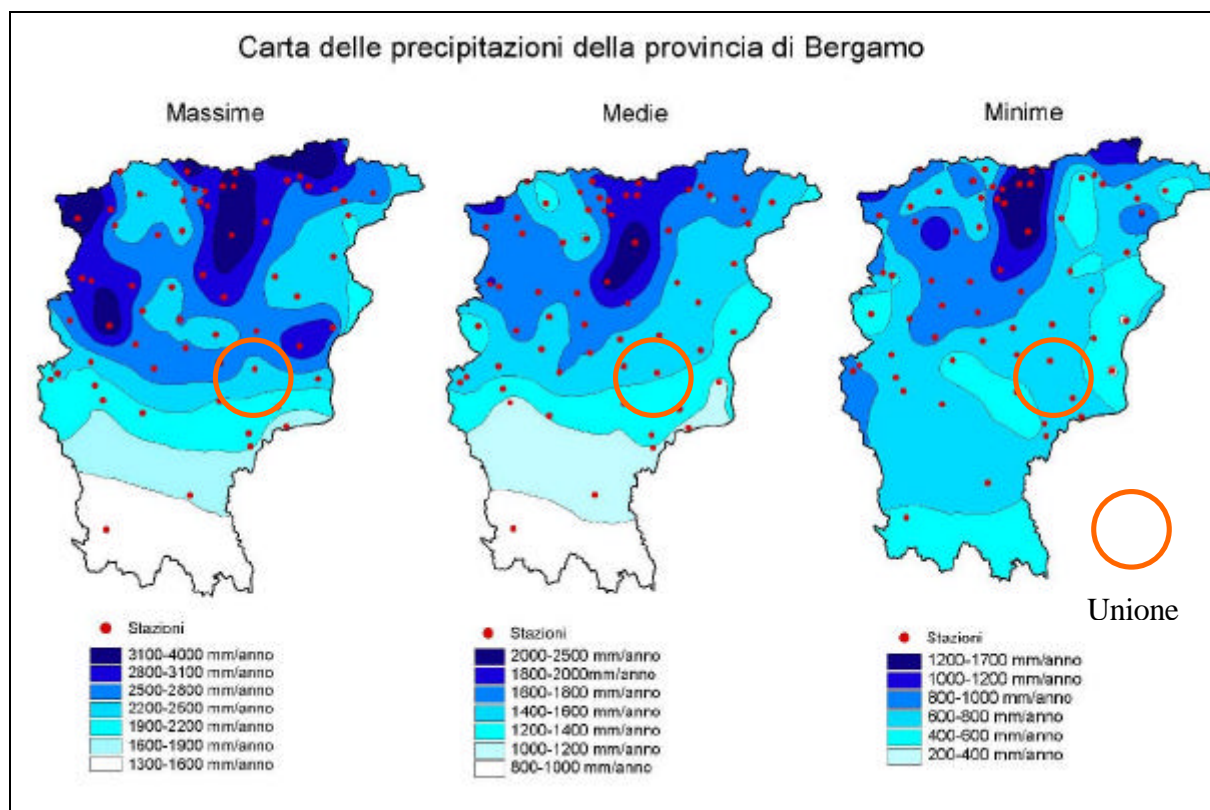 Carta delle precipitazioni della provincia di Bergamo
Massime
Medie
Minime
Unione
Stazioni
3100-4000 mm/anno
2800-3100 mm/anno
2500-2800 mm/anno
2200-2500 mm/anno
1900-2200 mm/anno
1600-1900 mm/anno
1300-1600 mm/anno
Stazioni
2000-2500 mm/anno
1800-2000mm/anno
1600-1800 mm/anno
1400-1600 mm/anno
1200-1400 mm/anno
1000-1200 mm/anno
800-1000 mm/anno
Stazioni
1200-1700 mm/anno
1000-1200 mm/anno
800-1000 mm/anno
600-800 mm/anno
400-600 mm/anno
200-400 mm/anno